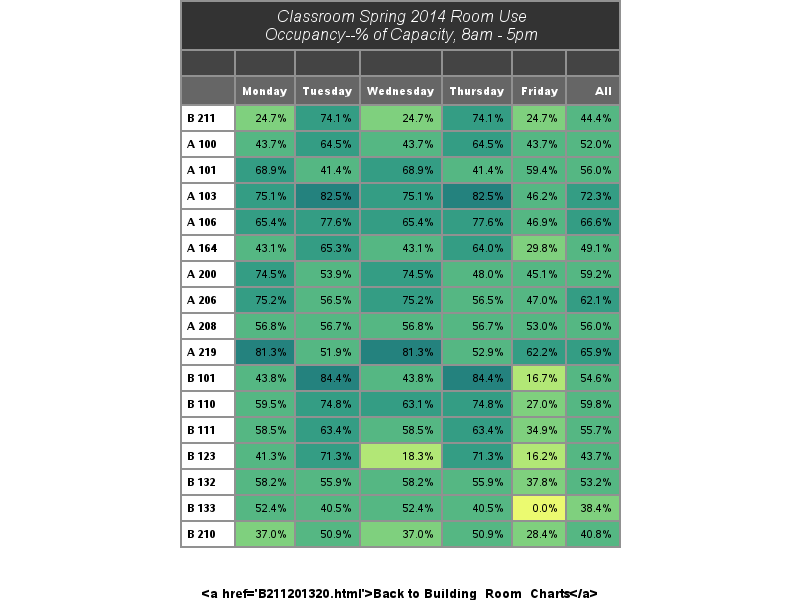 Classroom Spring 2014 Room Use
Occupancy--% of Capacity, 8am - 5pm
Monday Tuesday Wednesday Thursday Friday All
B 211 24.7% 74.1% 24.7% 74.1% 24.7% 44.4%
A 100 43.7% 64.5% 43.7% 64.5% 43.7% 52.0%
A 101 68.9% 41.4% 68.9% 41.4% 59.4% 56.0%
A 103 75.1% 82.5% 75.1% 82.5% 46.2% 72.3%
A 106 65.4% 77.6% 65.4% 77.6% 46.9% 66.6%
A 164 43.1% 65.3% 43.1% 64.0% 29.8% 49.1%
A 200 74.5% 53.9% 74.5% 48.0% 45.1% 59.2%
A 206 75.2% 56.5% 75.2% 56.5% 47.0% 62.1%
A 208 56.8% 56.7% 56.8% 56.7% 53.0% 56.0%
A 219 81.3% 51.9% 81.3% 52.9% 62.2% 65.9%
B 101 43.8% 84.4% 43.8% 84.4% 16.7% 54.6%
B 110 59.5% 74.8% 63.1% 74.8% 27.0% 59.8%
B 111 58.5% 63.4% 58.5% 63.4% 34.9% 55.7%
B 123 41.3% 71.3% 18.3% 71.3% 16.2% 43.7%
B 132 58.2% 55.9% 58.2% 55.9% 37.8% 53.2%
B 133 52.4% 40.5% 52.4% 40.5% 0.0% 38.4%
B 210 37.0% 50.9% 37.0% 50.9% 28.4% 40.8%
<a href='B211201320.html'>Back to Building_Room_Charts</a>